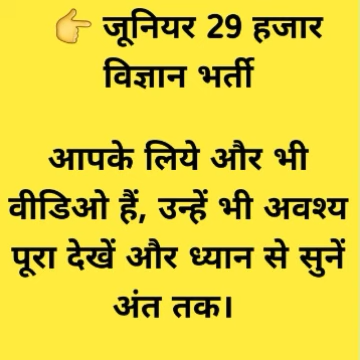 👉 जूनियर 29 हजार
विज्ञान भर्ती
आपके लिये और भी
वीडिओ हैं, उन्हें भी अवश्य
पूरा देखें और ध्यान से सुनें
अंत तक।